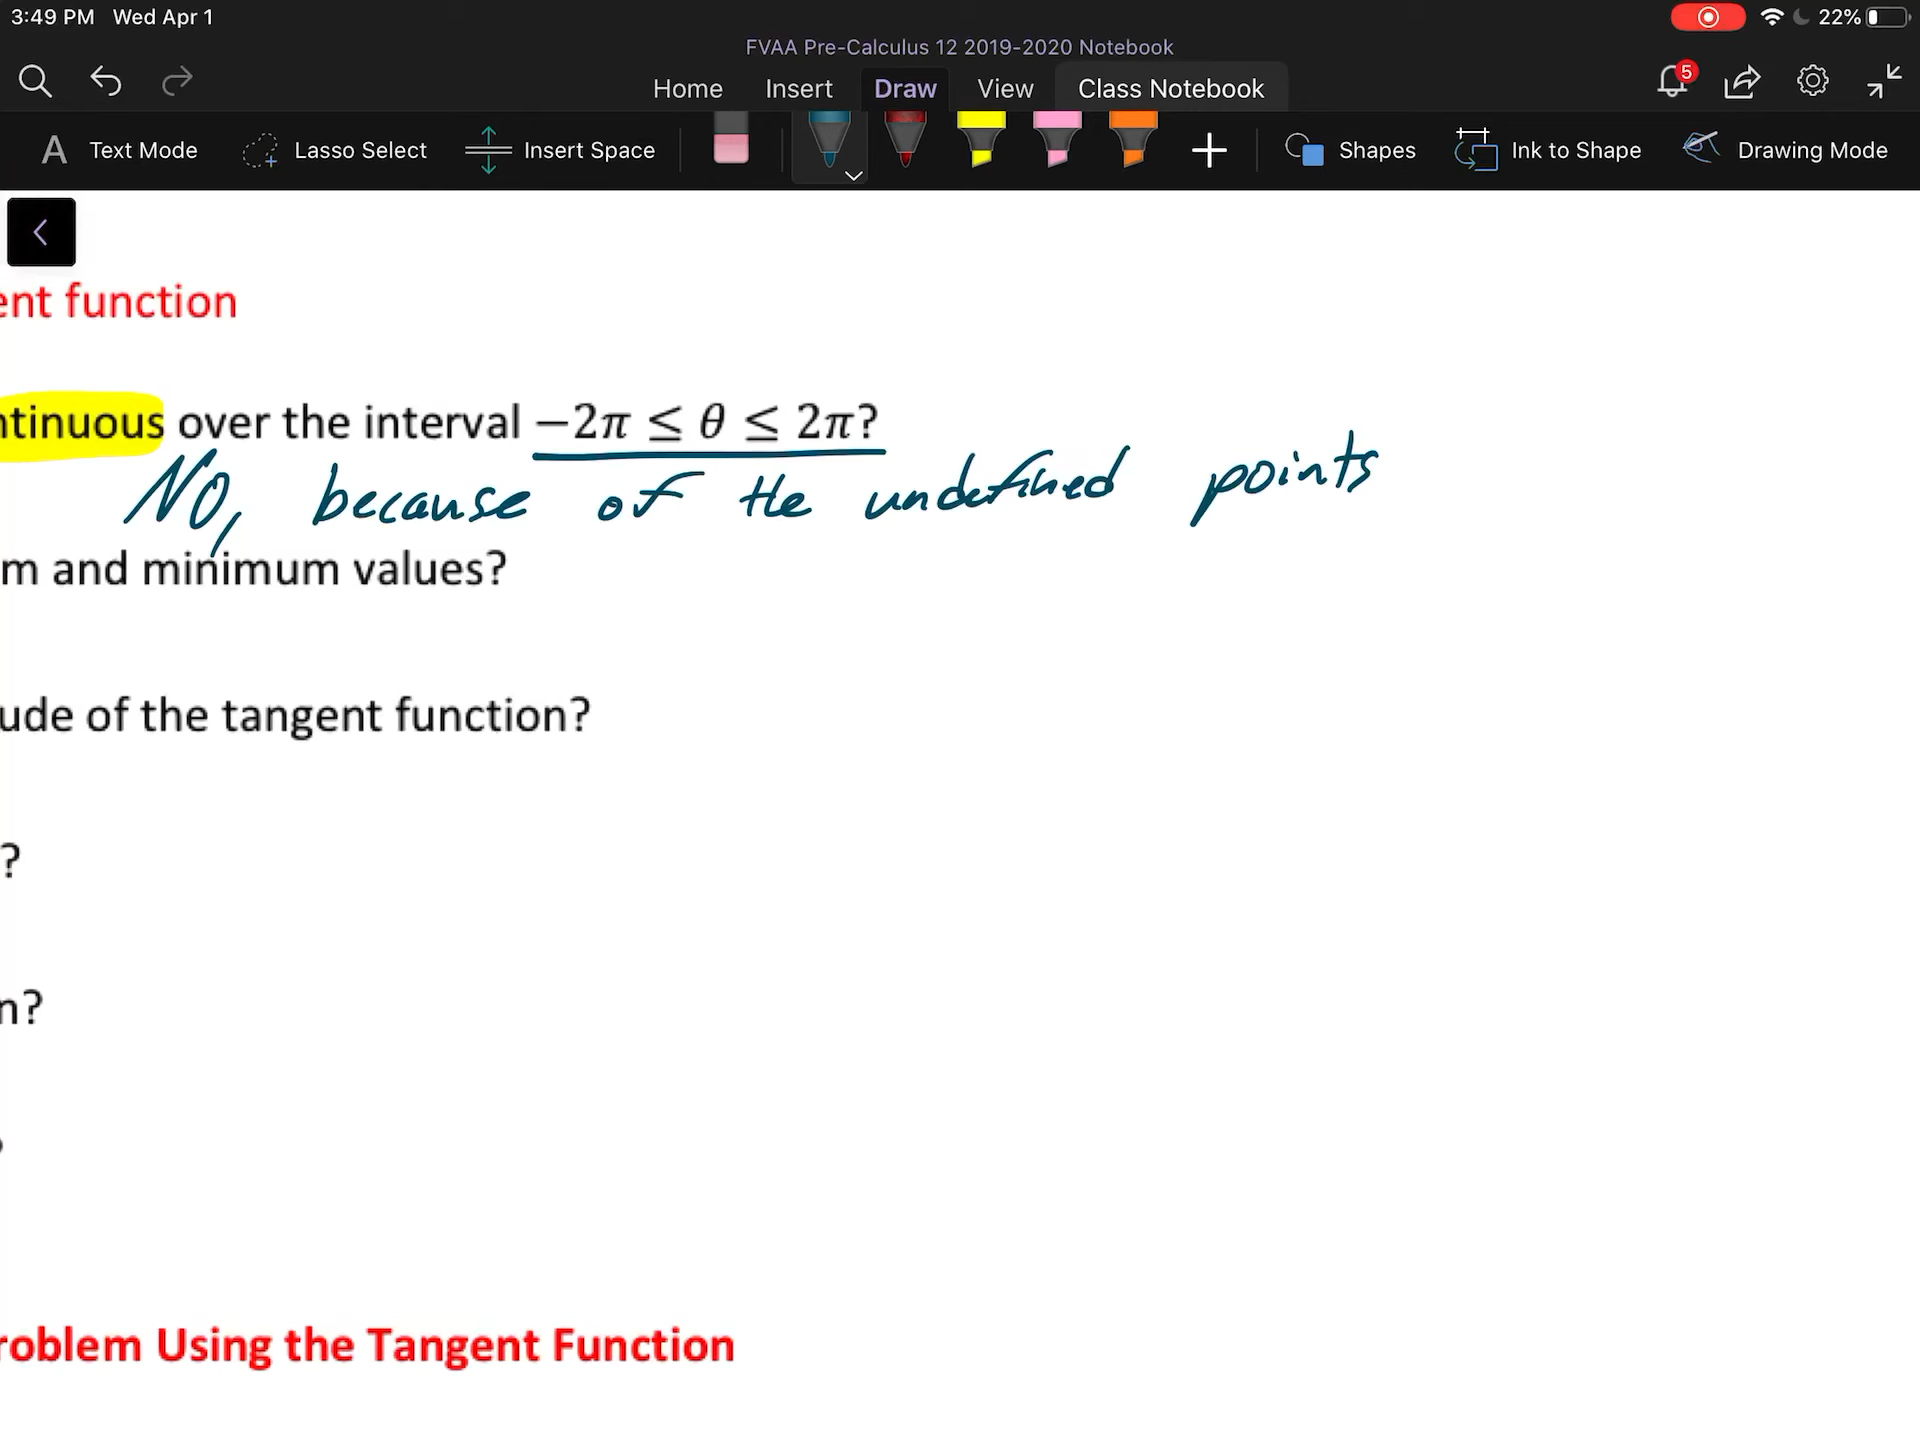 3:49 PM Wed Apr 1 22%
FVAA Pre-Calculus 12 2019-2020 Notebook
Home Insert Draw View Class Notebook 5
A Text Mode Lasso Select Insert Space Shapes Ink to Shape Drawing Mode
ent function
ntinuous over the interval −2π ≤ θ ≤ 2π?
NO, because of the undefined points
m and minimum values?
ude of the tangent function?
?
n?
roblem Using the Tangent Function